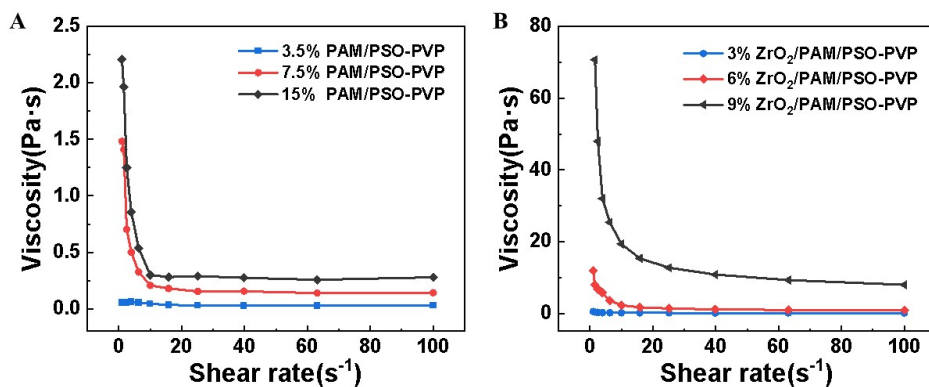 A
2.5
2.0
1.5
1.0
0.5
0.0
Viscosity(Pa·s)
3.5% PAM/PSO-PVP
7.5% PAM/PSO-PVP
15% PAM/PSO-PVP
0 20 40 60 80 100
Shear rate(s⁻¹)
B
80
60
40
20
0
Viscosity(Pa·s)
3% ZrO₂/PAM/PSO-PVP
6% ZrO₂/PAM/PSO-PVP
9% ZrO₂/PAM/PSO-PVP
0 20 40 60 80 100
Shear rate(s⁻¹)